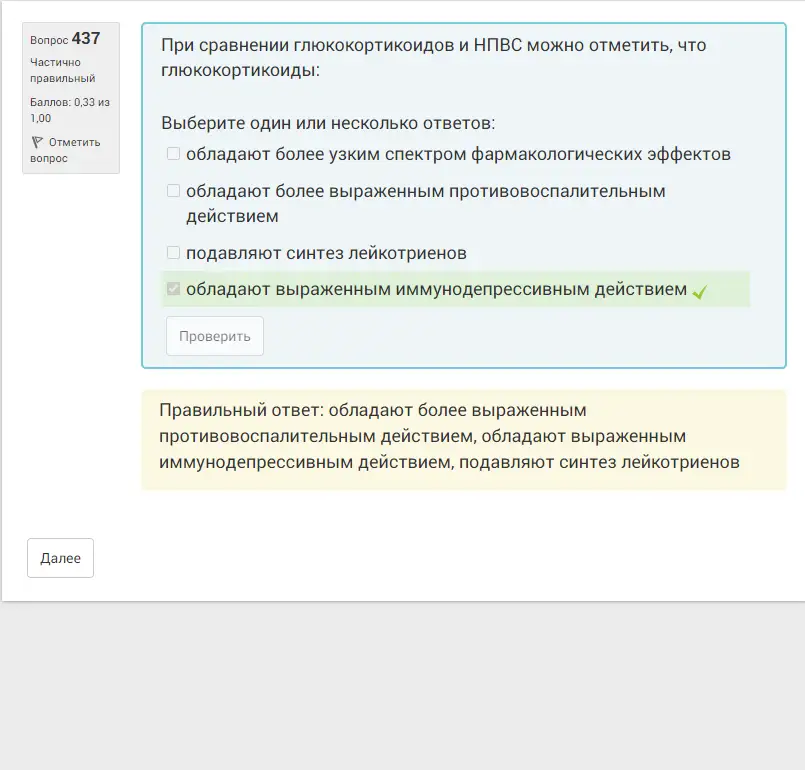 Вопрос 437
Частично
правильный
Баллов: 0,33 из
1,00
Отметить
вопрос
При сравнении глюкокортикоидов и НПВС можно отметить, что
глюкокортикоиды:
Выберите один или несколько ответов:
обладают более узким спектром фармакологических эффектов
обладают более выраженным противовоспалительным
действием
подавляют синтез лейкотриенов
обладают выраженным иммунодепрессивным действием
Проверить
Правильный ответ: обладают более выраженным
противовоспалительным действием, обладают выраженным
иммунодепрессивным действием, подавляют синтез лейкотриенов
Далее